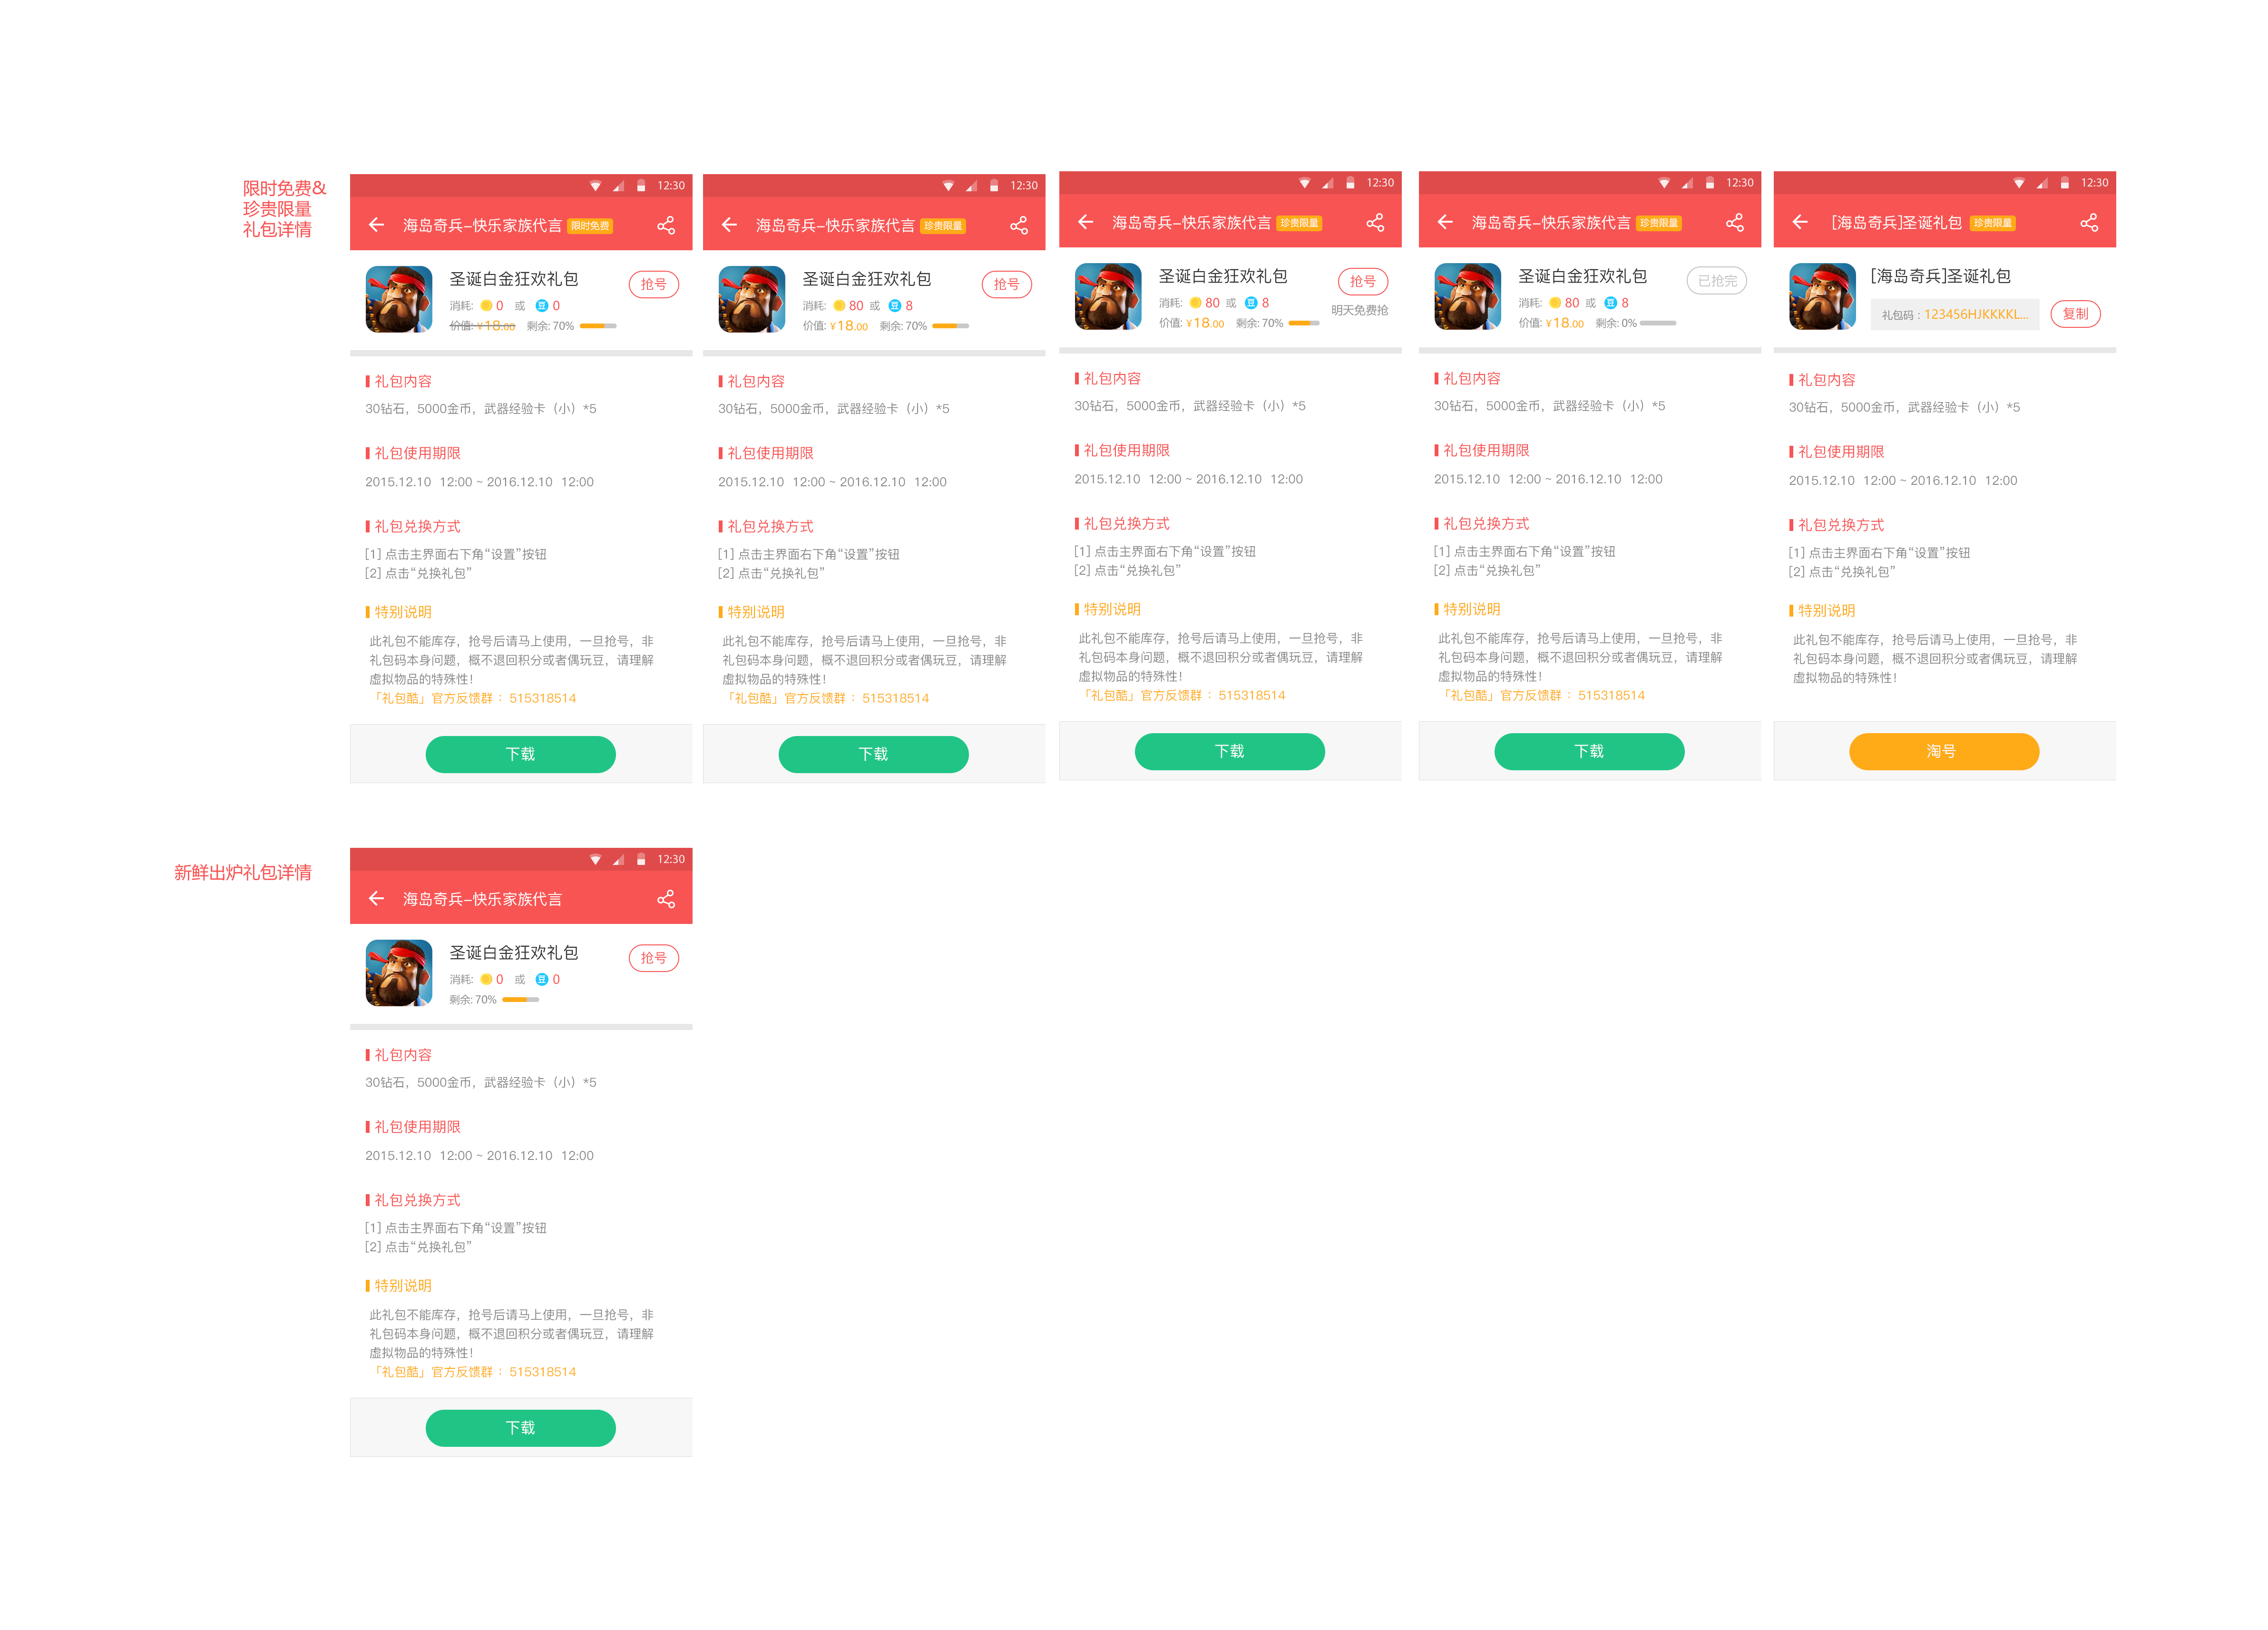 限时免费&
珍贵限量
礼包详情
12:30
海岛奇兵-快乐家族代言 限时免费
圣诞白金狂欢礼包
抢号
消耗: 0 或 豆 0
价值: ¥18.00 剩余: 70%
礼包内容
30钻石，5000金币，武器经验卡（小）*5
礼包使用期限
2015.12.10 12:00 ~ 2016.12.10 12:00
礼包兑换方式
[1] 点击主界面右下角“设置”按钮
[2] 点击“兑换礼包”
特别说明
此礼包不能库存，抢号后请马上使用，一旦抢号，非
礼包码本身问题，概不退回积分或者偶玩豆，请理解
虚拟物品的特殊性！
「礼包酷」官方反馈群： 515318514
下载
12:30
海岛奇兵-快乐家族代言 珍贵限量
圣诞白金狂欢礼包
抢号
消耗: 80 或 豆 8
价值: ¥18.00 剩余: 70%
礼包内容
30钻石，5000金币，武器经验卡（小）*5
礼包使用期限
2015.12.10 12:00 ~ 2016.12.10 12:00
礼包兑换方式
[1] 点击主界面右下角“设置”按钮
[2] 点击“兑换礼包”
特别说明
此礼包不能库存，抢号后请马上使用，一旦抢号，非
礼包码本身问题，概不退回积分或者偶玩豆，请理解
虚拟物品的特殊性！
「礼包酷」官方反馈群： 515318514
下载
12:30
海岛奇兵-快乐家族代言 珍贵限量
圣诞白金狂欢礼包
抢号
消耗: 80 或 豆 8
明天免费抢
价值: ¥18.00 剩余: 70%
礼包内容
30钻石，5000金币，武器经验卡（小）*5
礼包使用期限
2015.12.10 12:00 ~ 2016.12.10 12:00
礼包兑换方式
[1] 点击主界面右下角“设置”按钮
[2] 点击“兑换礼包”
特别说明
此礼包不能库存，抢号后请马上使用，一旦抢号，非
礼包码本身问题，概不退回积分或者偶玩豆，请理解
虚拟物品的特殊性！
「礼包酷」官方反馈群： 515318514
下载
12:30
海岛奇兵-快乐家族代言 珍贵限量
圣诞白金狂欢礼包
已抢完
消耗: 80 或 豆 8
价值: ¥18.00 剩余: 0%
礼包内容
30钻石，5000金币，武器经验卡（小）*5
礼包使用期限
2015.12.10 12:00 ~ 2016.12.10 12:00
礼包兑换方式
[1] 点击主界面右下角“设置”按钮
[2] 点击“兑换礼包”
特别说明
此礼包不能库存，抢号后请马上使用，一旦抢号，非
礼包码本身问题，概不退回积分或者偶玩豆，请理解
虚拟物品的特殊性！
「礼包酷」官方反馈群： 515318514
下载
12:30
[海岛奇兵]圣诞礼包 珍贵限量
[海岛奇兵]圣诞礼包
礼包码：123456HJKKKKL...
复制
礼包内容
30钻石，5000金币，武器经验卡（小）*5
礼包使用期限
2015.12.10 12:00 ~ 2016.12.10 12:00
礼包兑换方式
[1] 点击主界面右下角“设置”按钮
[2] 点击“兑换礼包”
特别说明
此礼包不能库存，抢号后请马上使用，一旦抢号，非
礼包码本身问题，概不退回积分或者偶玩豆，请理解
虚拟物品的特殊性！
淘号
新鲜出炉礼包详情
12:30
海岛奇兵-快乐家族代言
圣诞白金狂欢礼包
抢号
消耗: 0 或 豆 0
剩余: 70%
礼包内容
30钻石，5000金币，武器经验卡（小）*5
礼包使用期限
2015.12.10 12:00 ~ 2016.12.10 12:00
礼包兑换方式
[1] 点击主界面右下角“设置”按钮
[2] 点击“兑换礼包”
特别说明
此礼包不能库存，抢号后请马上使用，一旦抢号，非
礼包码本身问题，概不退回积分或者偶玩豆，请理解
虚拟物品的特殊性！
「礼包酷」官方反馈群： 515318514
下载